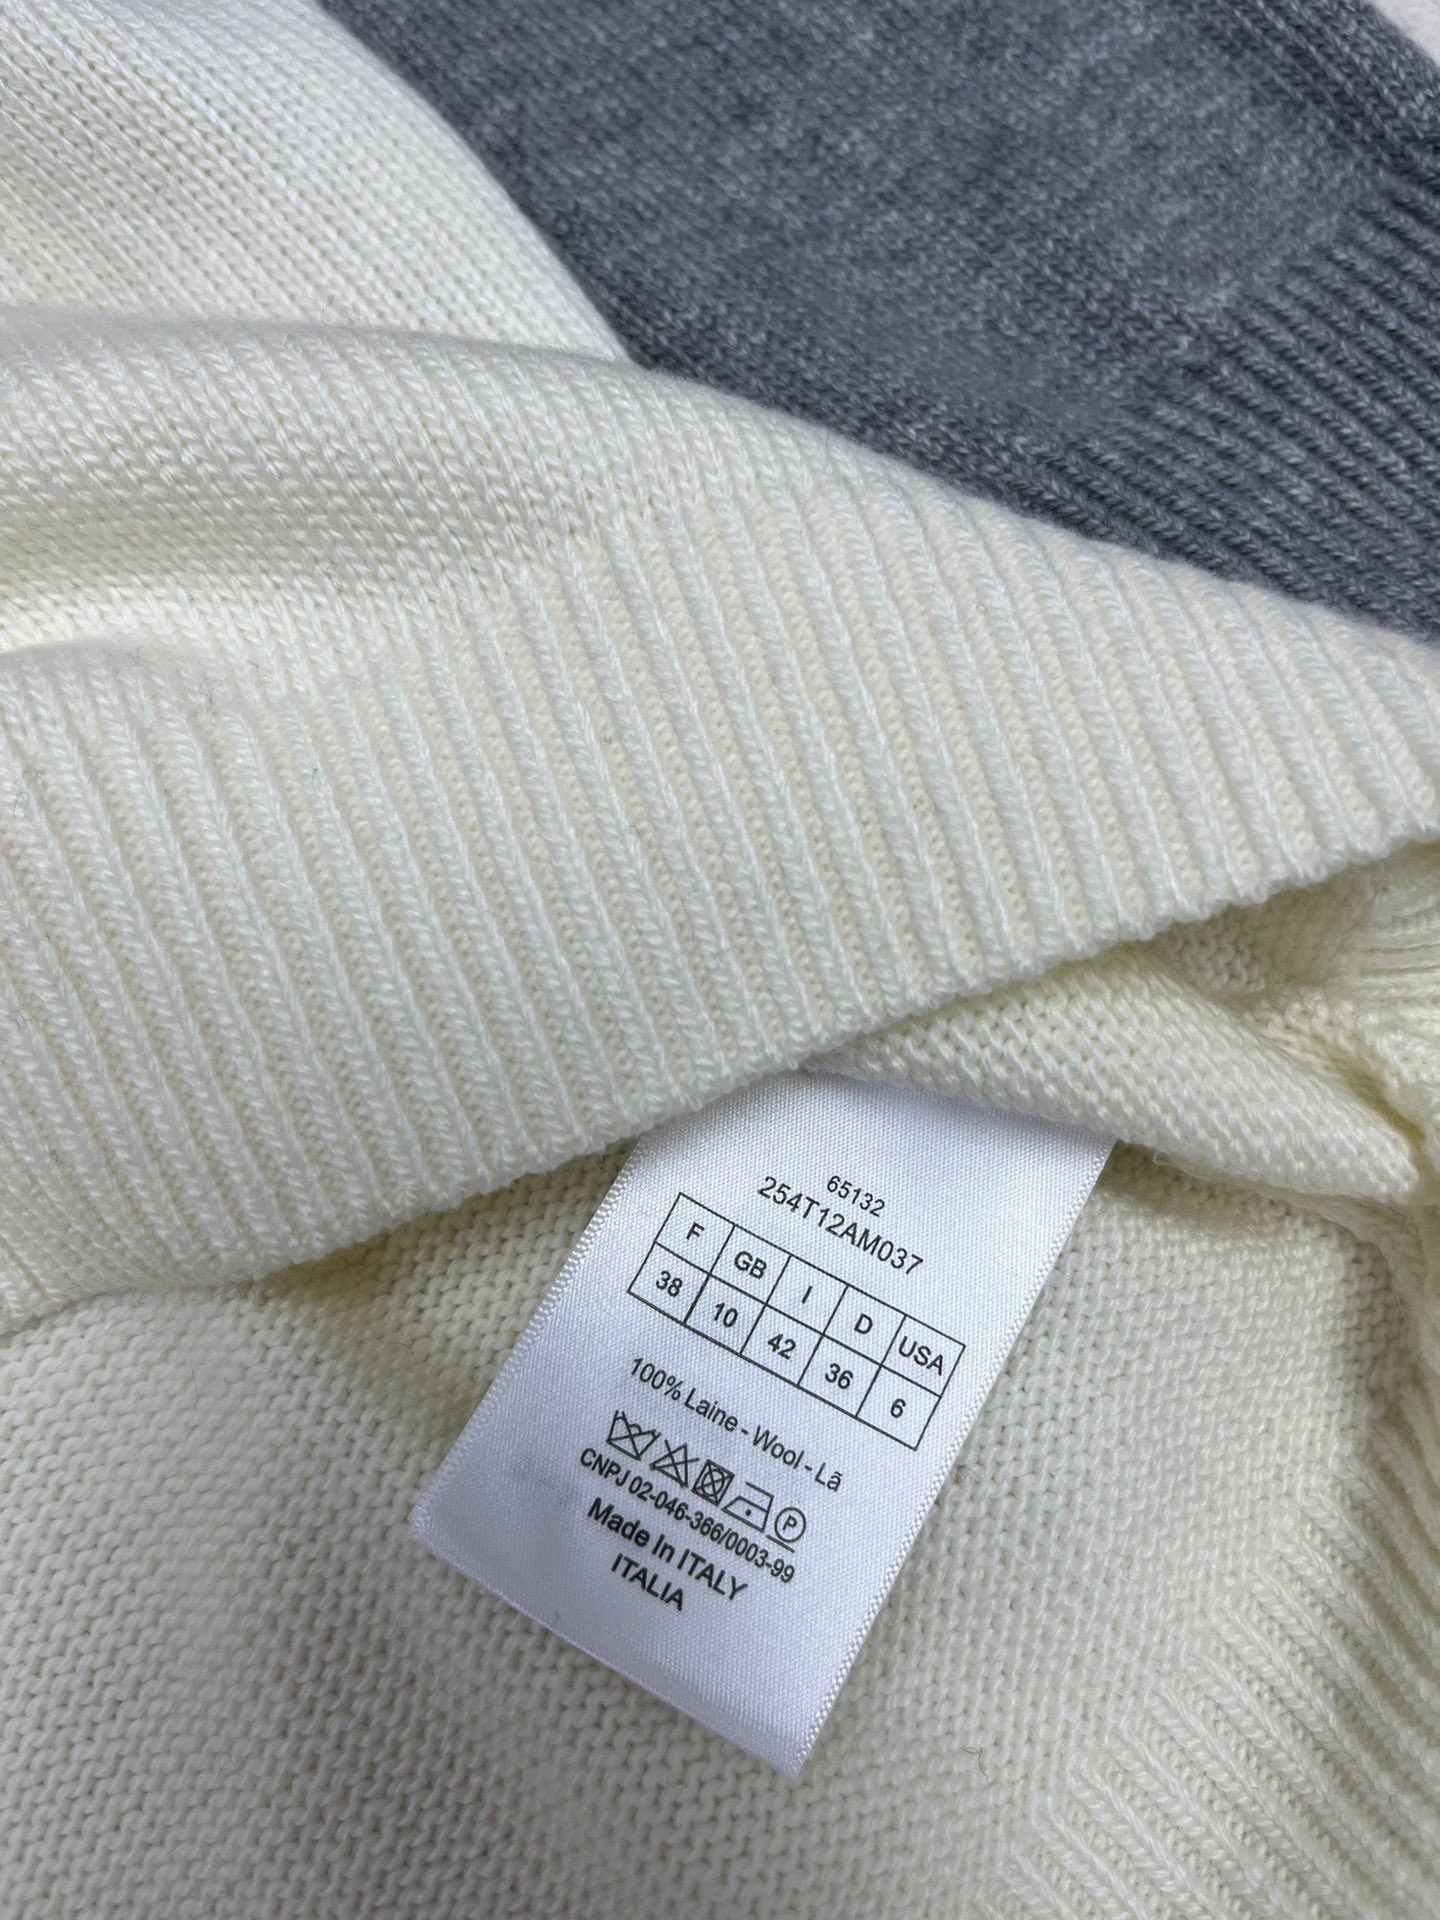 65132
254T12AM037
F GB I D USA
38 10 42 36 6
100% Laine - Wool - Lã
P
CNPJ 02-046-366/0003-99
Made In ITALY
ITALIA